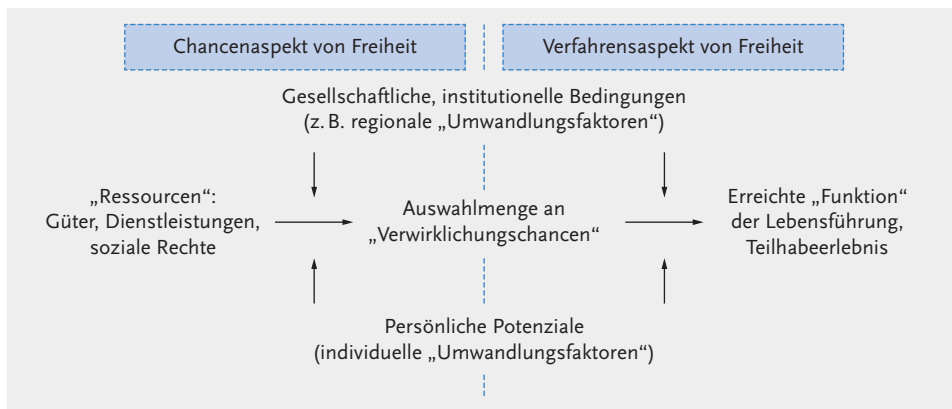 Chancenaspekt von Freiheit
Verfahrensaspekt von Freiheit
Gesellschaftliche, institutionelle Bedingungen
(z. B. regionale „Umwandlungsfaktoren“)
„Ressourcen“:
Güter, Dienstleistungen,
soziale Rechte
Auswahlmenge an
„Verwirklichungschancen“
Erreichte „Funktion“
der Lebensführung,
Teilhabeerlebnis
Persönliche Potenziale
(individuelle „Umwandlungsfaktoren“)